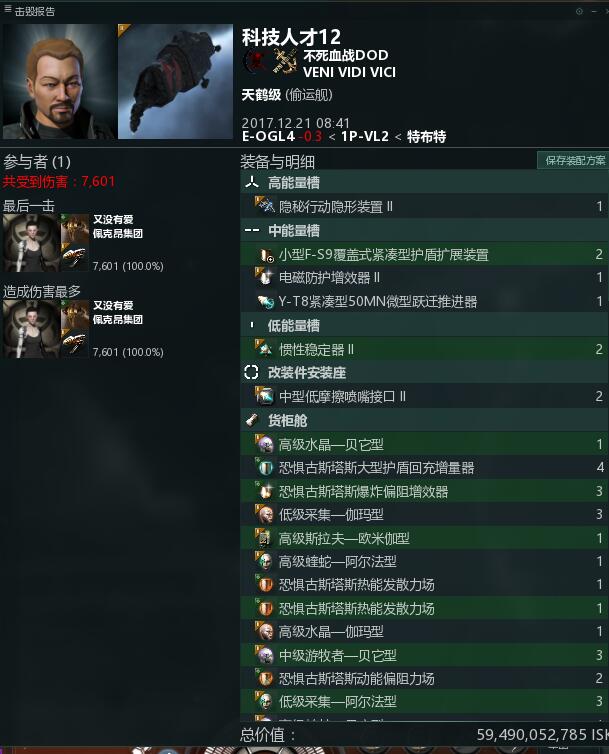 击毁报告
科技人才12
不死血战DOD
VENI VIDI VICI
天鹤级 (偷运舰)
2017.12.21 08:41
E-OGL4 -0.3 < 1P-VL2 < 特布特
参与者 (1)
共受到伤害：7,601
最后一击
又没有爱
佩克昂集团
7,601 (100.0%)
造成伤害最多
又没有爱
佩克昂集团
7,601 (100.0%)
装备与明细
保存装配方案
高能量槽
隐秘行动隐形装置 II 1
中能量槽
小型F-S9覆盖式紧凑型护盾扩展装置 2
电磁防护增效器 II 1
Y-T8紧凑型50MN微型跃迁推进器 1
低能量槽
惯性稳定器 II 2
改装件安装座
中型低摩擦喷嘴接口 II 2
货柜舱
高级水晶—贝它型 1
恐惧古斯塔斯大型护盾回充增量器 4
恐惧古斯塔斯爆炸偏阻增效器 3
低级采集—伽玛型 3
高级斯拉夫—欧米伽型 1
高级蝰蛇—阿尔法型 1
恐惧古斯塔斯热能发散力场 1
恐惧古斯塔斯热能发散力场 1
高级水晶—伽玛型 1
中级游牧者—贝它型 3
恐惧古斯塔斯动能偏阻力场 2
低级采集—阿尔法型 3
总价值： 59,490,052,785 ISK